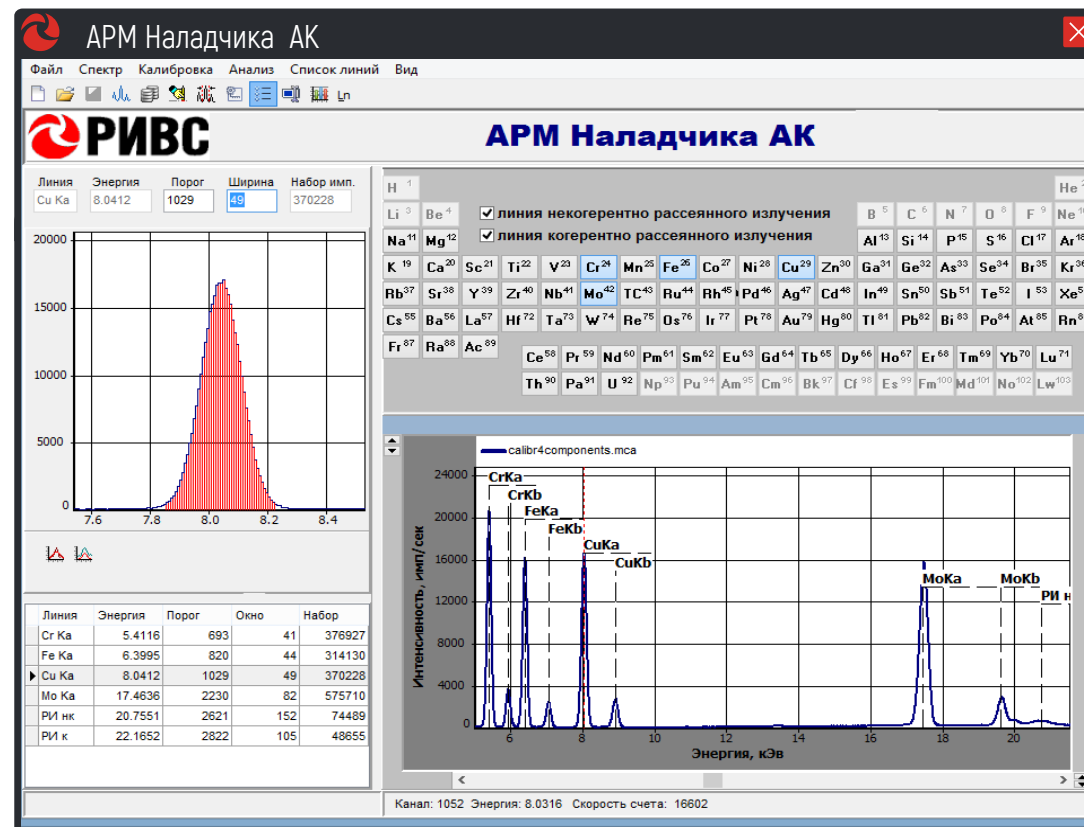 АРМ Наладчика АК
Файл Спектр Калибровка Анализ Список линий Вид
Ln
РИВС АРМ Наладчика АК
Линия Энергия Порог Ширина Набор имп.
Cu Ka 8.0412 1029 49 370228
20000
15000
10000
5000
0
7.6 7.8 8.0 8.2 8.4
Линия Энергия Порог Окно Набор
Cr Ka 5.4116 693 41 376927
Fe Ka 6.3995 820 44 314130
Cu Ka 8.0412 1029 49 370228
Mo Ka 17.4636 2230 82 575710
РИ нк 20.7551 2621 152 74489
РИ к 22.1652 2822 105 48655
H 1 He 2
линия некогерентно рассеянного излучения
линия когерентно рассеянного излучения
Li 3 Be 4 B 5 C 6 N 7 O 8 F 9 Ne
Na 11 Mg 12 Al 13 Si 14 P 15 S 16 Cl 17 Ar 18
K 19 Ca 20 Sc 21 Ti 22 V 23 Cr 24 Mn 25 Fe 26 Co 27 Ni 28 Cu 29 Zn 30 Ga 31 Ge 32 As 33 Se 34 Br 35 Kr 36
Rb 37 Sr 38 Y 39 Zr 40 Nb 41 Mo 42 TC 43 Ru 44 Rh 45 Pd 46 Ag 47 Cd 48 In 49 Sn 50 Sb 51 Te 52 I 53 Xe
Cs 55 Ba 56 La 57 Hf 72 Ta 73 W 74 Re 75 Os 76 Ir 77 Pt 78 Au 79 Hg 80 Tl 81 Pb 82 Bi 83 Po 84 At 85 Rn
Fr 87 Ra 88 Ac 89
Ce 58 Pr 59 Nd 60 Pm 61 Sm 62 Eu 63 Gd 64 Tb 65 Dy 66 Ho 67 Er 68 Tm 69 Yb 70 Lu 71
Th 90 Pa 91 U 92 Np 93 Pu 94 Am 95 Cm 96 Bk 97 Cf 98 Es 99 Fm 100 Md 101 No 102 Lw 103
calibr4components.mca
Интенсивность, имп/сек
24000
20000
16000
12000
8000
4000
0
CrKa
CrKb
FeKa
FeKb
CuKa
CuKb
MoKa MoKb
РИ н
6 8 10 12 14 16 18 20
Энергия, кЭв
Канал: 1052 Энергия: 8.0316 Скорость счета: 16602